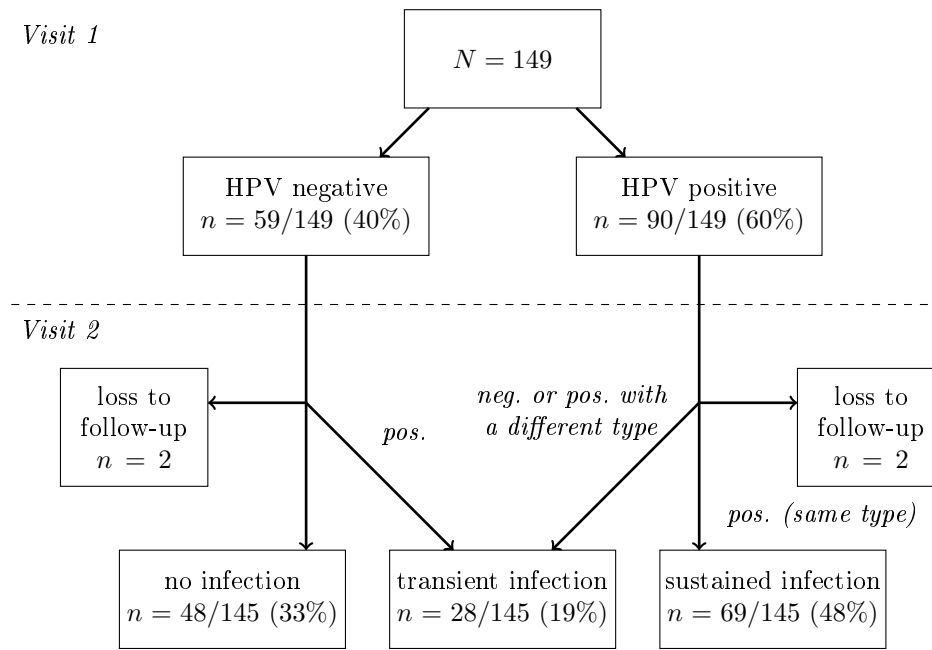 Visit 1
N = 149
HPV negative
n = 59/149 (40%)
HPV positive
n = 90/149 (60%)
Visit 2
loss to
follow-up
n = 2
pos.
neg. or pos. with
a different type
loss to
follow-up
n = 2
pos. (same type)
no infection
n = 48/145 (33%)
transient infection
n = 28/145 (19%)
sustained infection
n = 69/145 (48%)